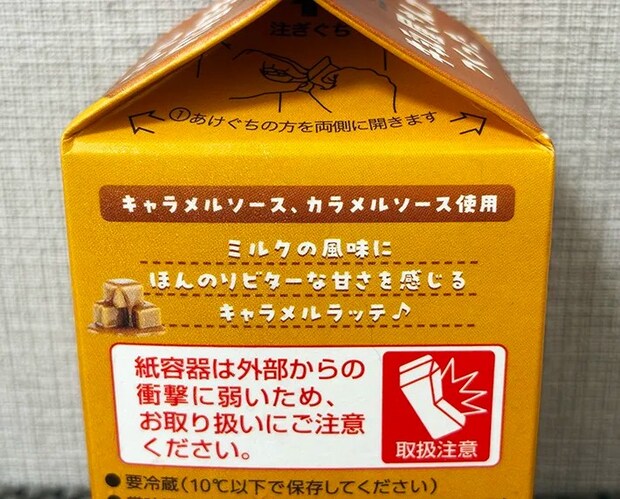 注ぎぐち
①あけぐちの方を両側に開きます
キャラメルソース、カラメルソース使用
ミルクの風味に
ほんのりビターな甘さを感じる
キャラメルラッテ♪
紙容器は外部からの
衝撃に弱いため、
お取り扱いにご注意
ください。
取扱注意
●要冷蔵(10℃以下で保存してください)